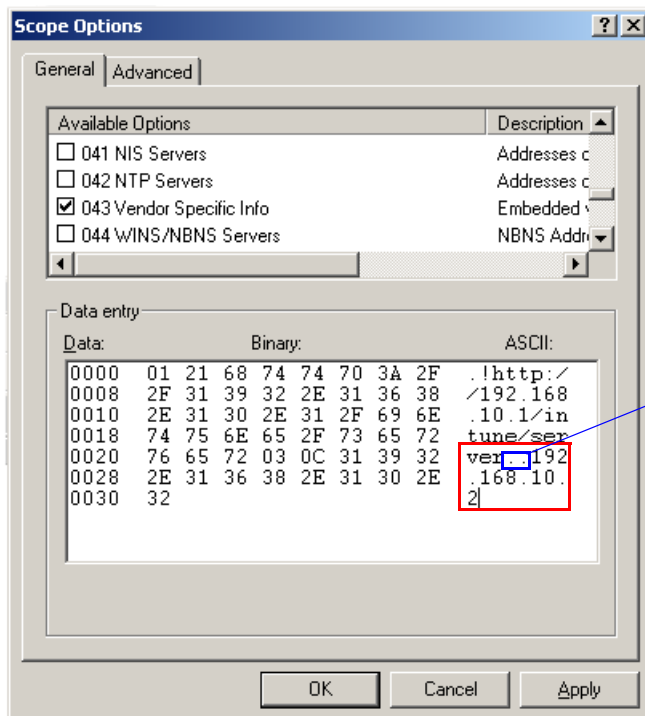 Scope Options
General Advanced
Available Options Description
041 NIS Servers Addresses c
042 NTP Servers Addresses c
043 Vendor Specific Info Embedded v
044 WINS/NBNS Servers NBNS Addr
Data entry
Data: Binary: ASCII:
0000 01 21 68 74 74 70 3A 2F .!http:/
0008 2F 31 39 32 2E 31 36 38 /192.168
0010 2E 31 30 2E 31 2F 69 6E .10.1/in
0018 74 75 6E 65 2F 73 65 72 tune/ser
0020 76 65 72 03 0C 31 39 32 ver..192
0028 2E 31 36 38 2E 31 30 2E .168.10.
0030 32 2
OK Cancel Apply